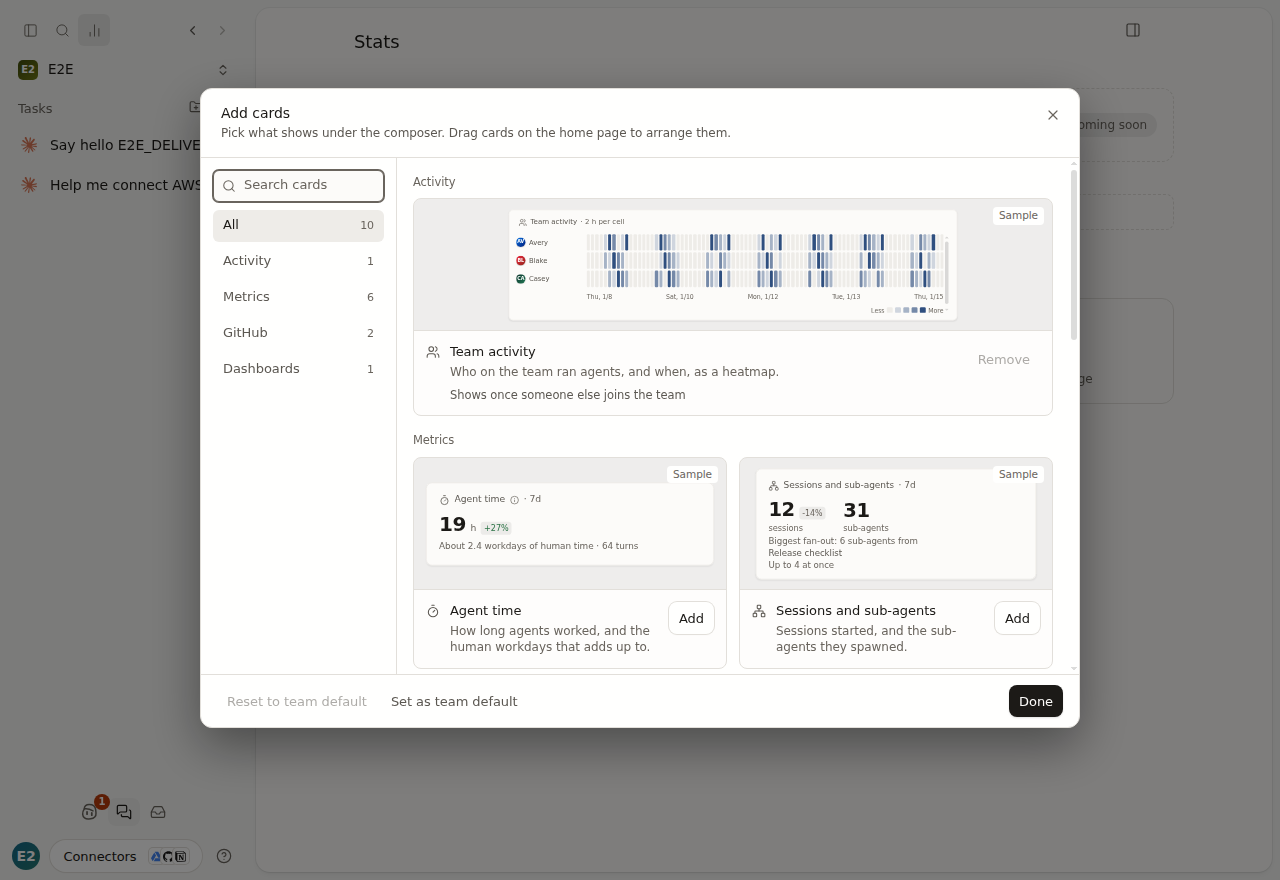 Stats
E2 E2E
Tasks
Say hello E2E_DELIVE
Help me connect AWS
oming soon
ge
Add cards
Pick what shows under the composer. Drag cards on the home page to arrange them.
Search cards
All 10
Activity 1
Metrics 6
GitHub 2
Dashboards 1
Activity
Sample
Team activity · 2 h per cell
AV Avery
BL Blake
CA Casey
Thu, 1/8 Sat, 1/10 Mon, 1/12 Tue, 1/13 Thu, 1/15
Less More
Team activity
Who on the team ran agents, and when, as a heatmap.
Shows once someone else joins the team
Remove
Metrics
Sample
Agent time · 7d
19 h +27%
About 2.4 workdays of human time · 64 turns
Agent time
How long agents worked, and the
human workdays that adds up to.
Add
Sample
Sessions and sub-agents · 7d
12 -14% 31
sessions sub-agents
Biggest fan-out: 6 sub-agents from
Release checklist
Up to 4 at once
Sessions and sub-agents
Sessions started, and the sub-
agents they spawned.
Add
Reset to team default
Set as team default
Done
1
E2 Connectors